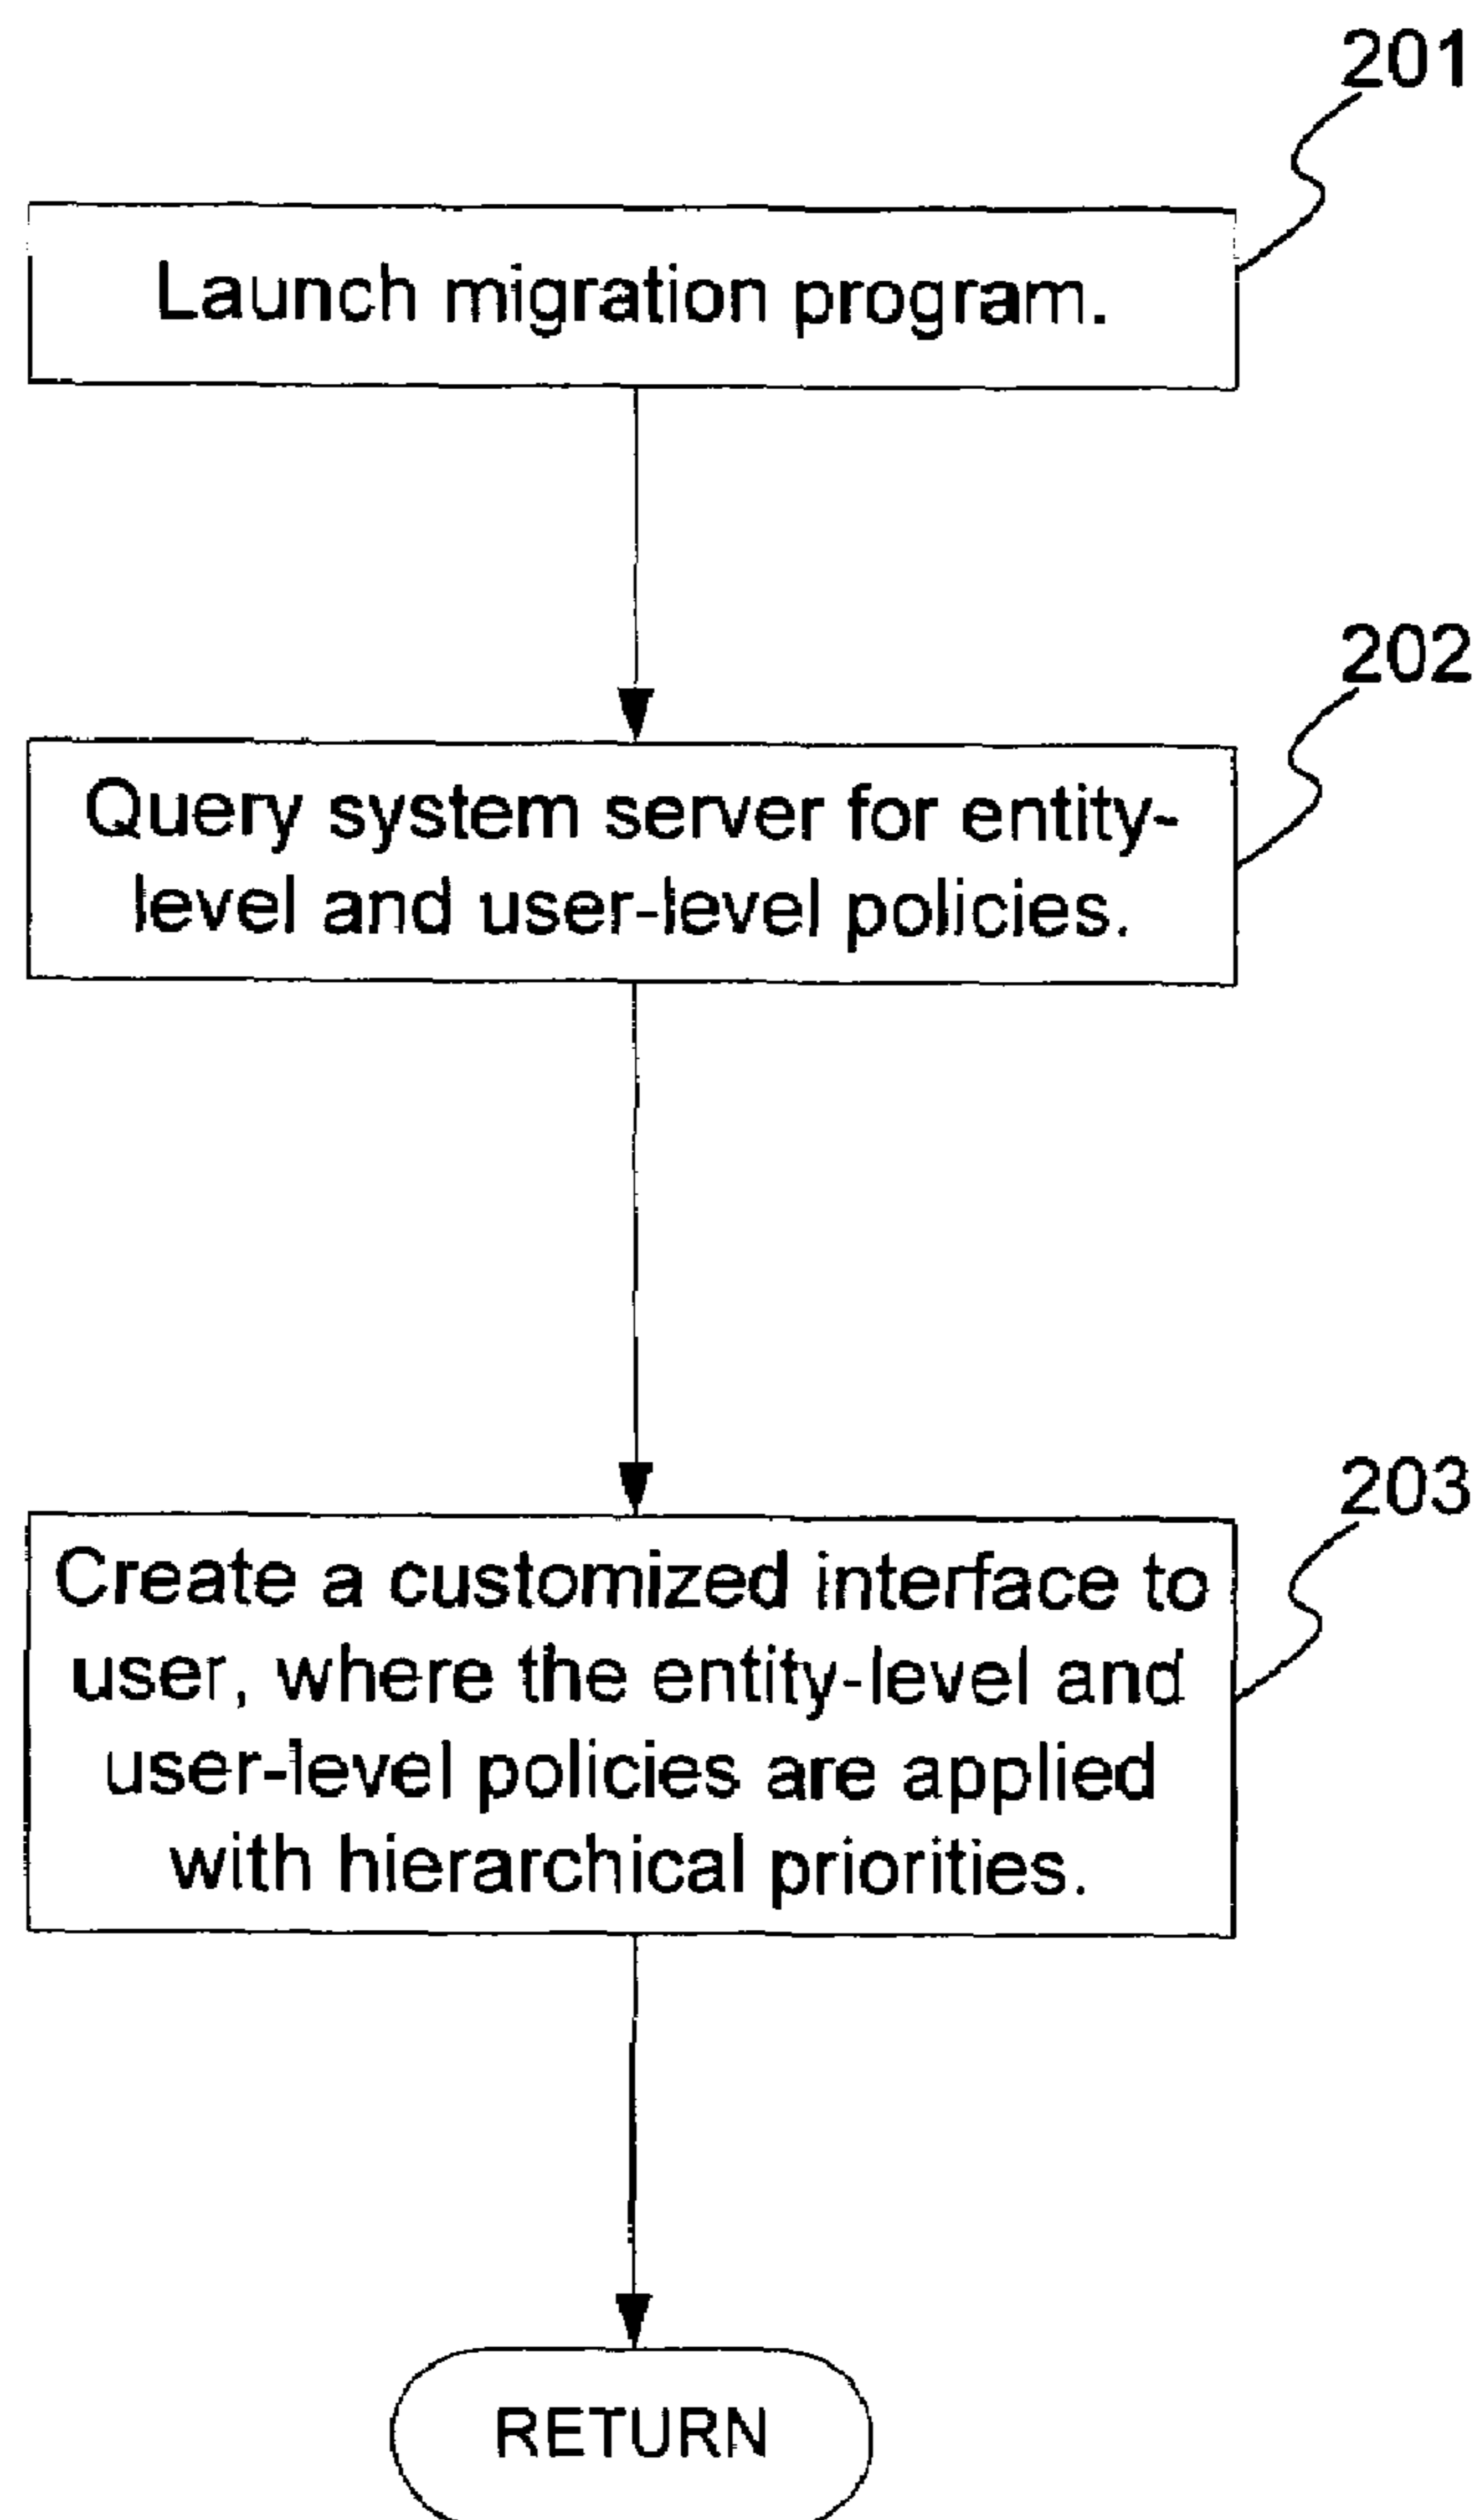 201
Launch migration program.
202
Query system server for entity-
level and user-level policies.
203
Create a customized interface to
user, where the entity-level and
user-level policies are applied
with hierarchical priorities.
RETURN